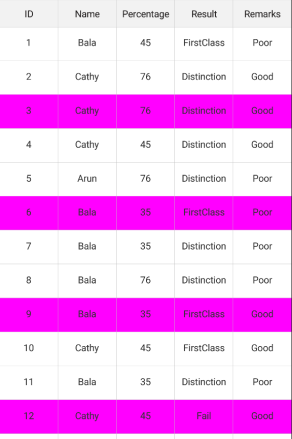 ID Name Percentage Result Remarks
1 Bala 45 FirstClass Poor
2 Cathy 76 Distinction Good
3 Cathy 76 Distinction Good
4 Cathy 45 Distinction Good
5 Arun 76 Distinction Poor
6 Bala 35 FirstClass Poor
7 Bala 35 Distinction Poor
8 Bala 76 Distinction Poor
9 Bala 35 FirstClass Good
10 Cathy 45 FirstClass Good
11 Bala 35 Distinction Poor
12 Cathy 45 Fail Good